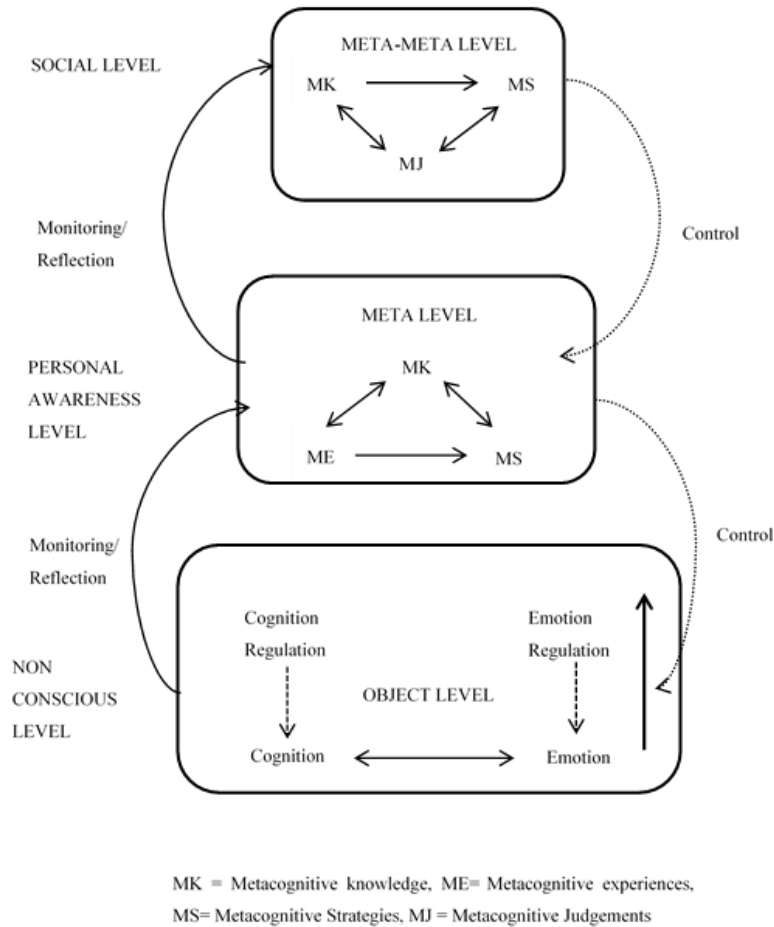 META-META LEVEL
SOCIAL LEVEL
MK
MS
MJ
Monitoring/
Reflection
Control
META LEVEL
PERSONAL
AWARENESS
LEVEL
MK
ME
MS
Monitoring/
Reflection
Control
Cognition
Regulation
Emotion
Regulation
NON
CONSCIOUS
LEVEL
OBJECT LEVEL
Cognition
Emotion
MK = Metacognitive knowledge, ME= Metacognitive experiences,
MS= Metacognitive Strategies, MJ = Metacognitive Judgements